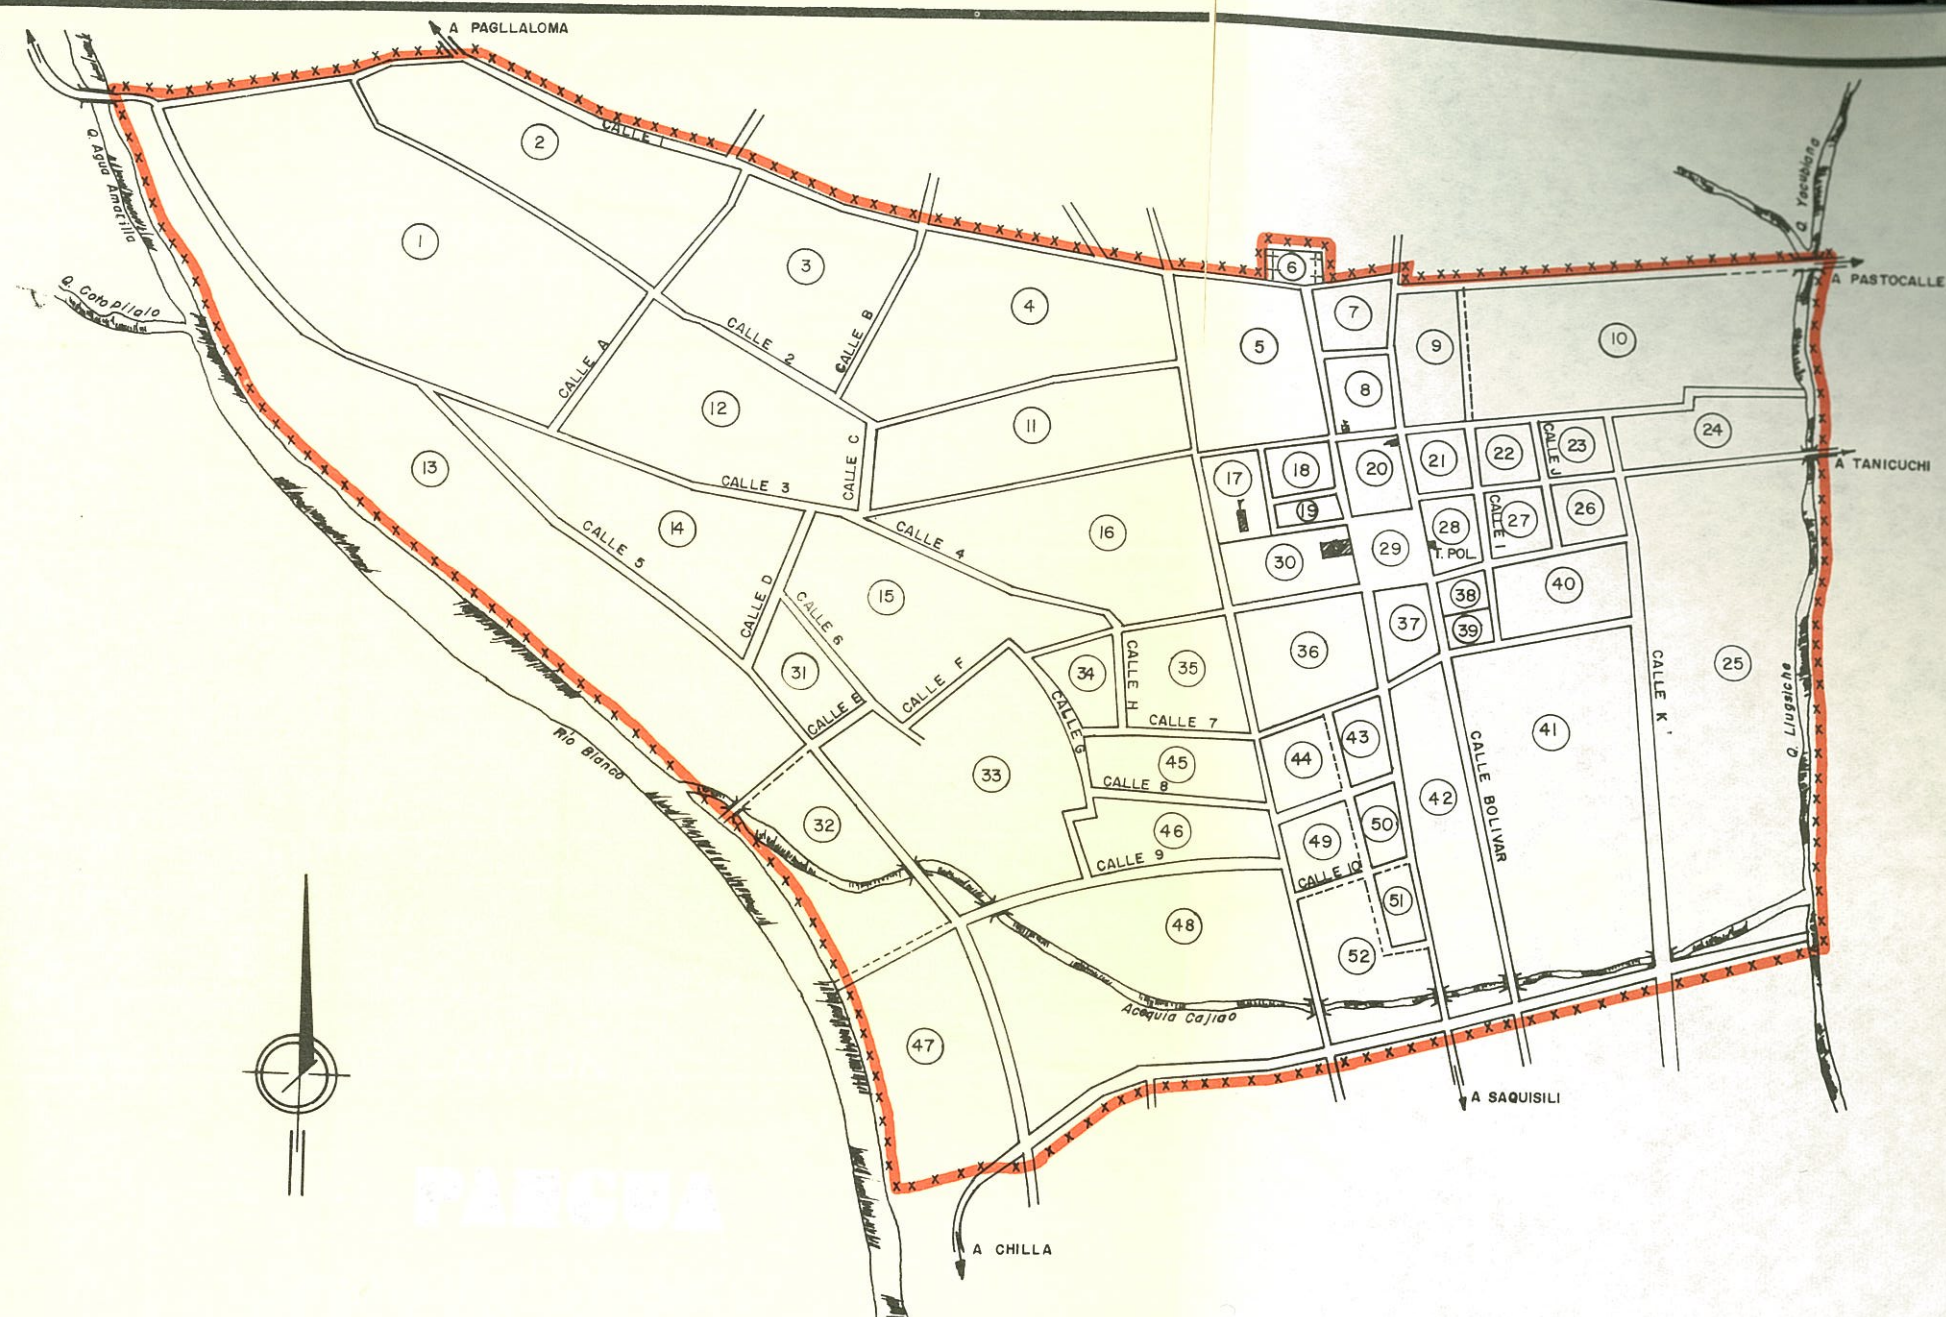 A PAGLLALOMA
Q. Agua Amarilla
CALLE 1
2
Q. Yacubiana
1
3
6
A PASTOCALLE
Q. Cotopilalo
4
7
CALLE 2
CALLE B
5
9
10
CALLE A
8
12
11
24
13
CALLE C
17
18
20
21
22
CALLE J
23
A TANICUCHI
CALLE 3
19
14
16
28
CALLE I
27
26
CALLE 5
CALLE 4
29
T. POL.
30
15
CALLE D
CALLE 6
38
40
37
39
31
CALLE E
CALLE F
34
CALLE H
35
36
25
CALLE K'
Q. Llugsiche
CALLE G
CALLE 7
43
41
33
45
44
CALLE BOLIVAR
Rio Blanco
CALLE 8
42
32
46
49
50
CALLE 9
CALLE 10
51
48
52
Acequia Cajiao
47
A SAQUISILI
A CHILLA